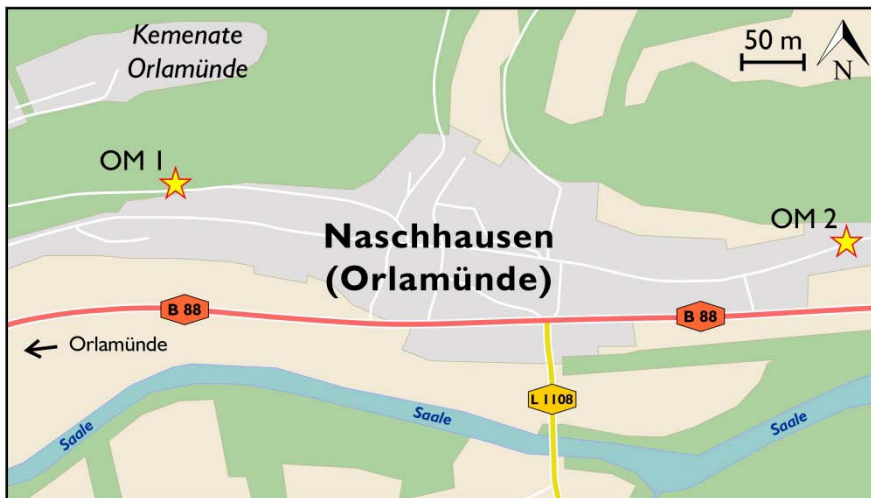 Kemenate
Orlamünde
50 m
N
OM 1
OM 2
Naschhausen
(Orlamünde)
B 88
B 88
Orlamünde
L 1108
Saale
Saale
Saale